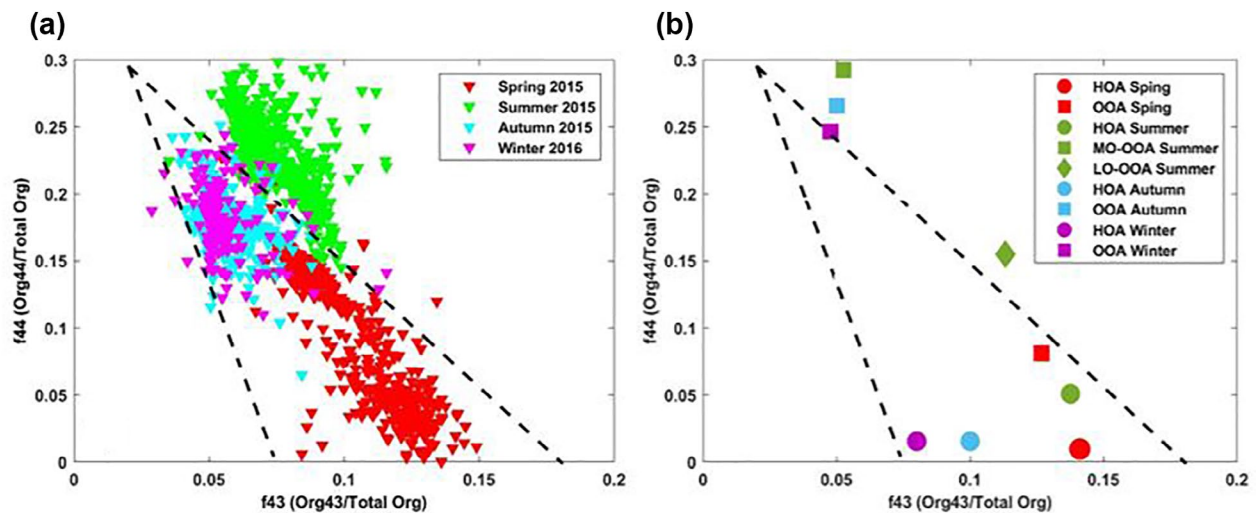 (a)
(b)
0.3
0.25
0.2
0.15
0.1
0.05
0
f44 (Org44/Total Org)
0
0.05
0.1
0.15
0.2
f43 (Org43/Total Org)
Spring 2015
Summer 2015
Autumn 2015
Winter 2016
0.3
0.25
0.2
0.15
0.1
0.05
0
f44 (Org44/Total Org)
0
0.05
0.1
0.15
0.2
f43 (Org43/Total Org)
HOA Sping
OOA Sping
HOA Summer
MO-OOA Summer
LO-OOA Summer
HOA Autumn
OOA Autumn
HOA Winter
OOA Winter